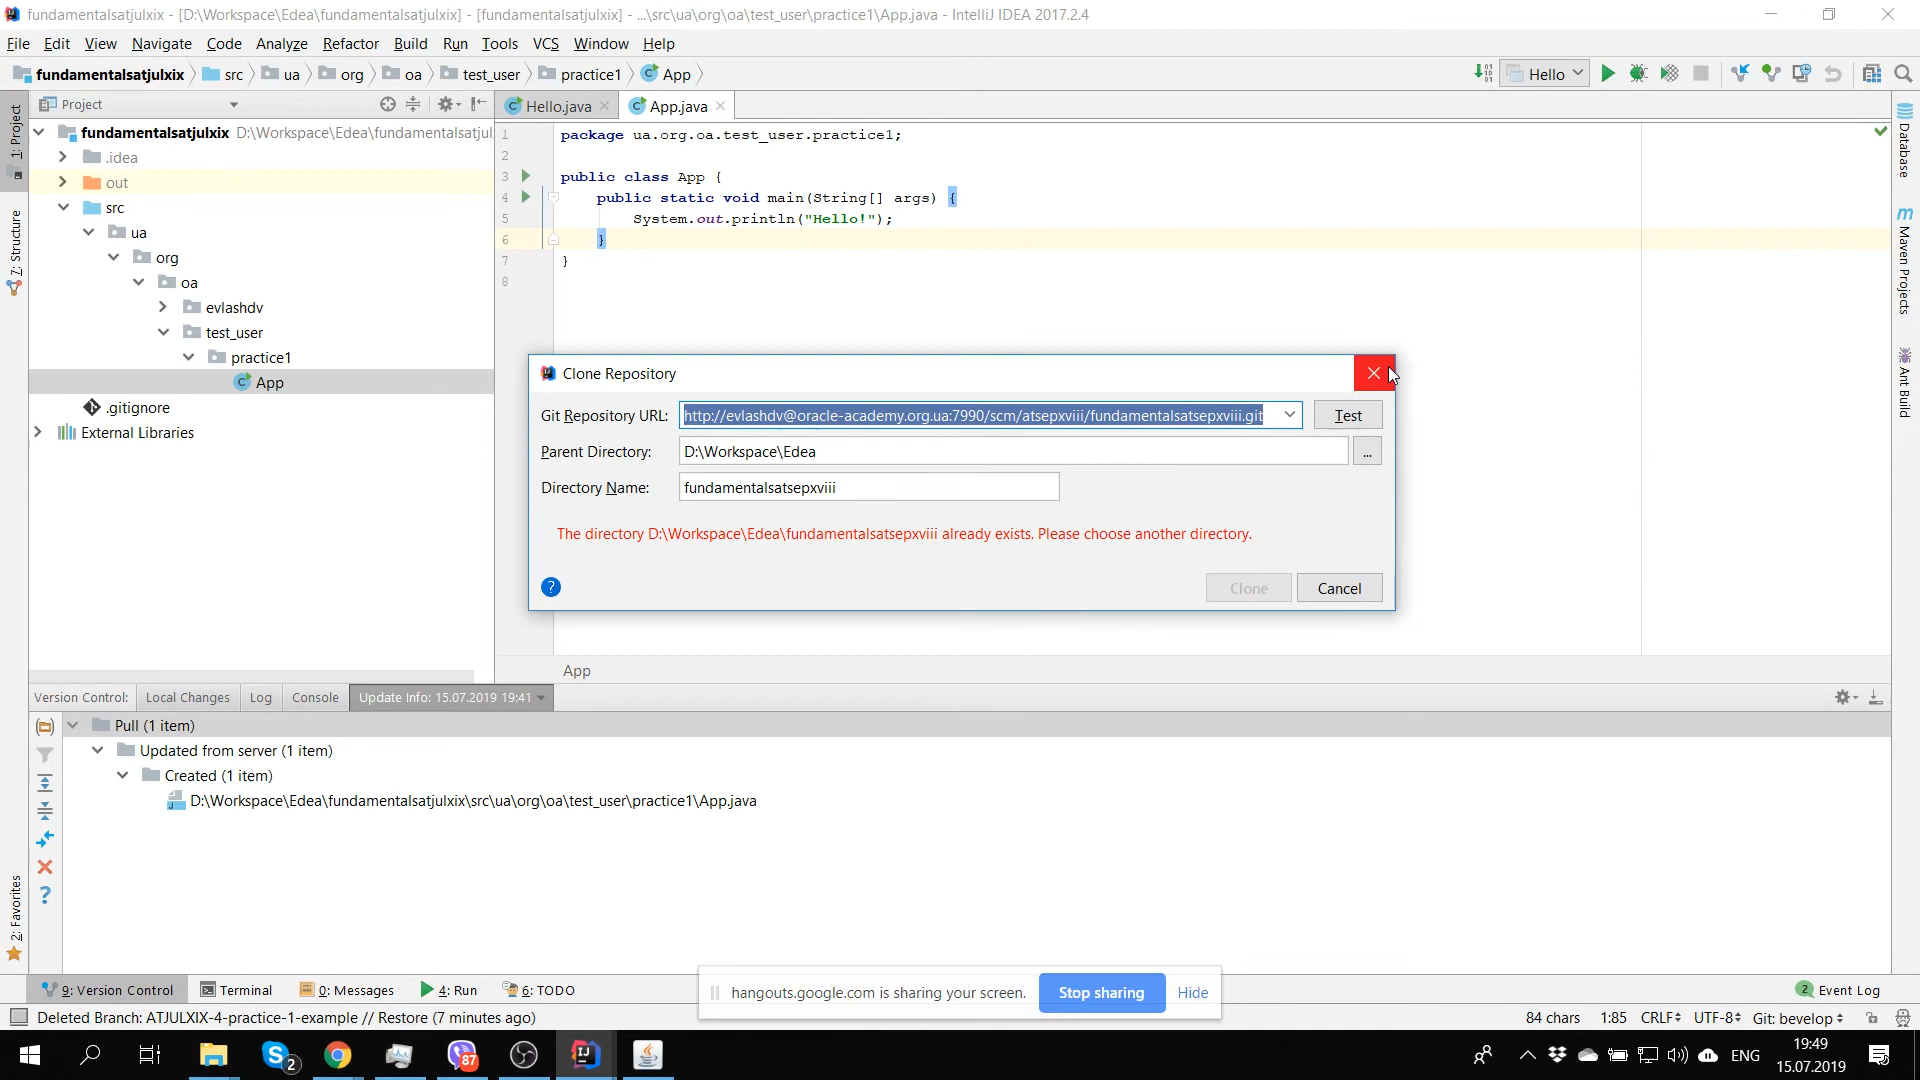 fundamentalsatjulxix - [D:\Workspace\Edea\fundamentalsatjulxix] - [fundamentalsatjulxix] - ...\src\ua\org\oa\test_user\practice1\App.java - IntelliJ IDEA 2017.2.4
File Edit View Navigate Code Analyze Refactor Build Run Tools VCS Window Help
fundamentalsatjulxix src ua org oa test_user practice1 App Hello
Project Hello.java App.java
1: Project
7: Structure
2: Favorites
fundamentalsatjulxix D:\Workspace\Edea\fundamentalsatjul
.idea
out
src
ua
org
oa
evlashdv
test_user
practice1
App
.gitignore
External Libraries
1 package ua.org.oa.test_user.practice1;
2
3 public class App {
4 public static void main(String[] args) {
5 System.out.println("Hello!");
6 }
7 }
8
Database
Maven Projects
Ant Build
Clone Repository
Git Repository URL: http://evlashdv@oracle-academy.org.ua:7990/scm/atsepxviii/fundamentalsatsepxviii.git Test
Parent Directory: D:\Workspace\Edea ...
Directory Name: fundamentalsatsepxviii
The directory D:\Workspace\Edea\fundamentalsatsepxviii already exists. Please choose another directory.
? Clone Cancel
App
Version Control: Local Changes Log Console Update Info: 15.07.2019 19:41
Pull (1 item)
Updated from server (1 item)
Created (1 item)
D:\Workspace\Edea\fundamentalsatjulxix\src\ua\org\oa\test_user\practice1\App.java
9: Version Control Terminal 0: Messages 4: Run 6: TODO
hangouts.google.com is sharing your screen. Stop sharing Hide
2 Event Log
Deleted Branch: ATJULXIX-4-practice-1-example // Restore (7 minutes ago) 84 chars 1:85 CRLF UTF-8 Git: bevelop
2 87 ENG 19:49
15.07.2019